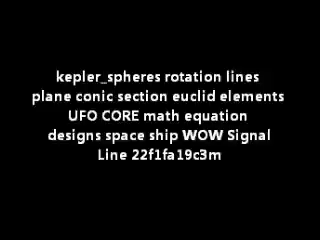 kepler_spheres rotation lines
plane conic section euclid elements
UFO CORE math equation
designs space ship WOW Signal
Line 22f1fa19c3m